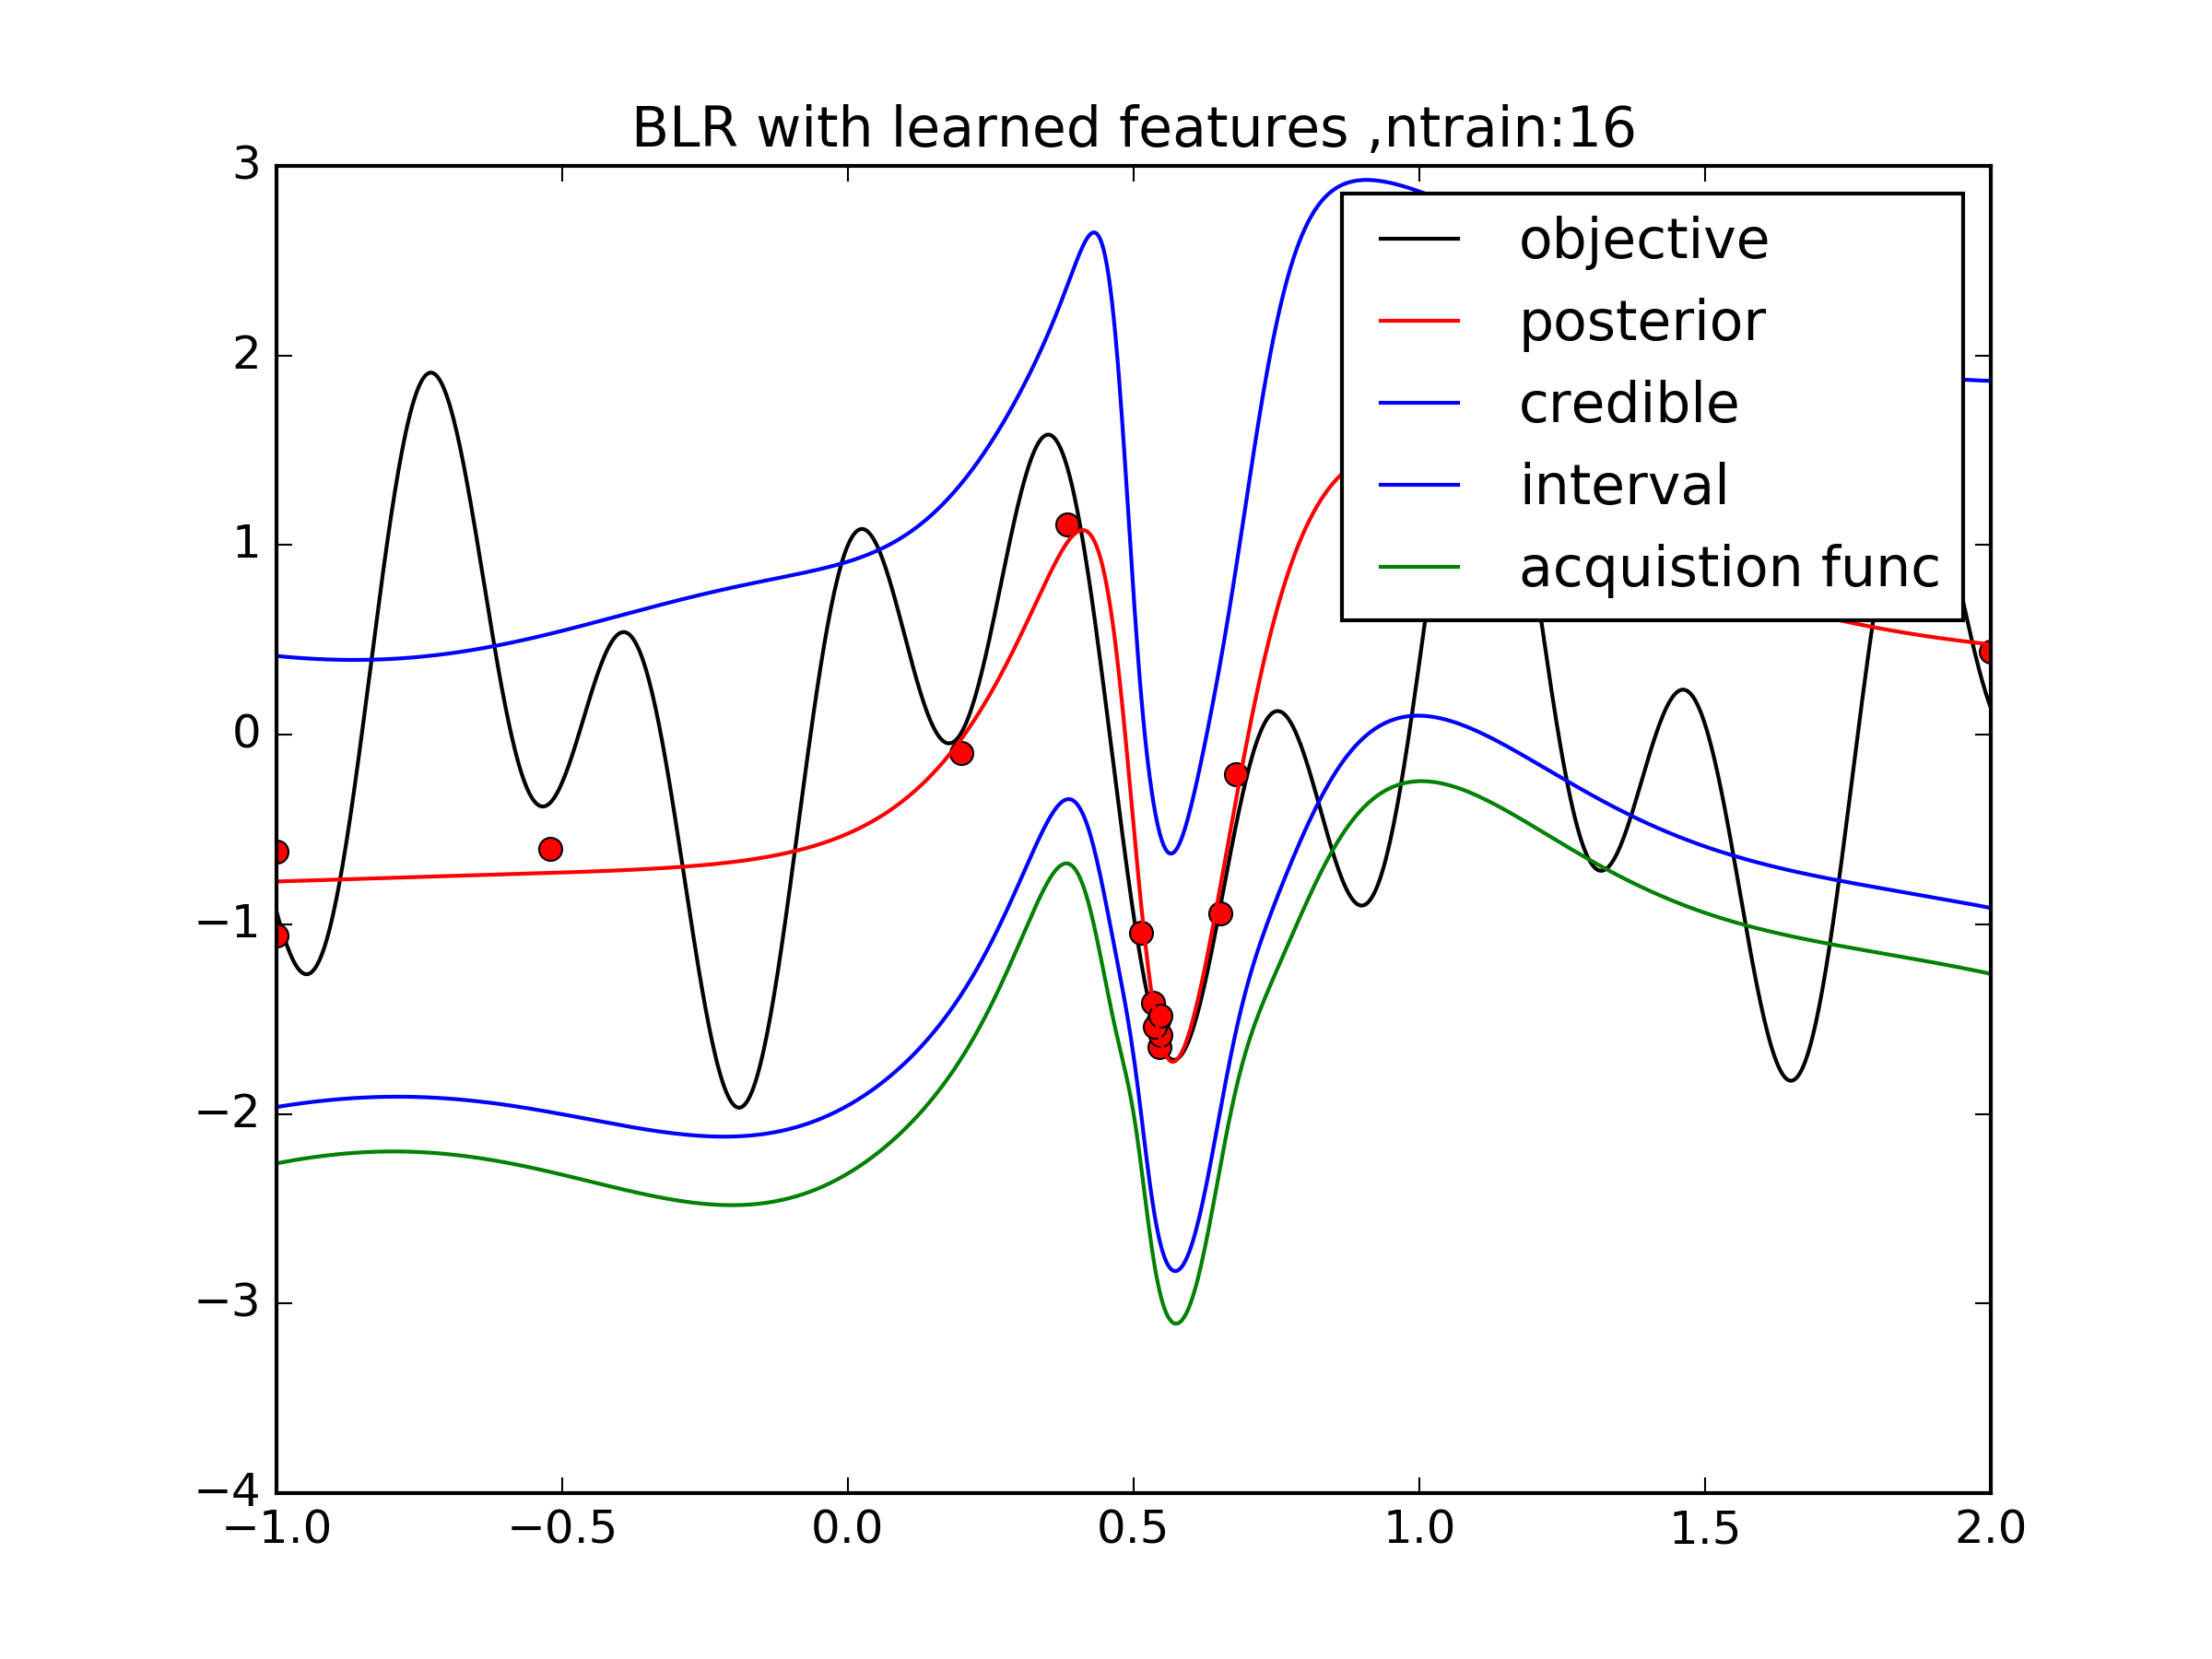 BLR with learned features ,ntrain:16
3
2
1
0
−1
−2
−3
−4
objective
posterior
credible
interval
acquistion func
−1.0 −0.5 0.0 0.5 1.0 1.5 2.0